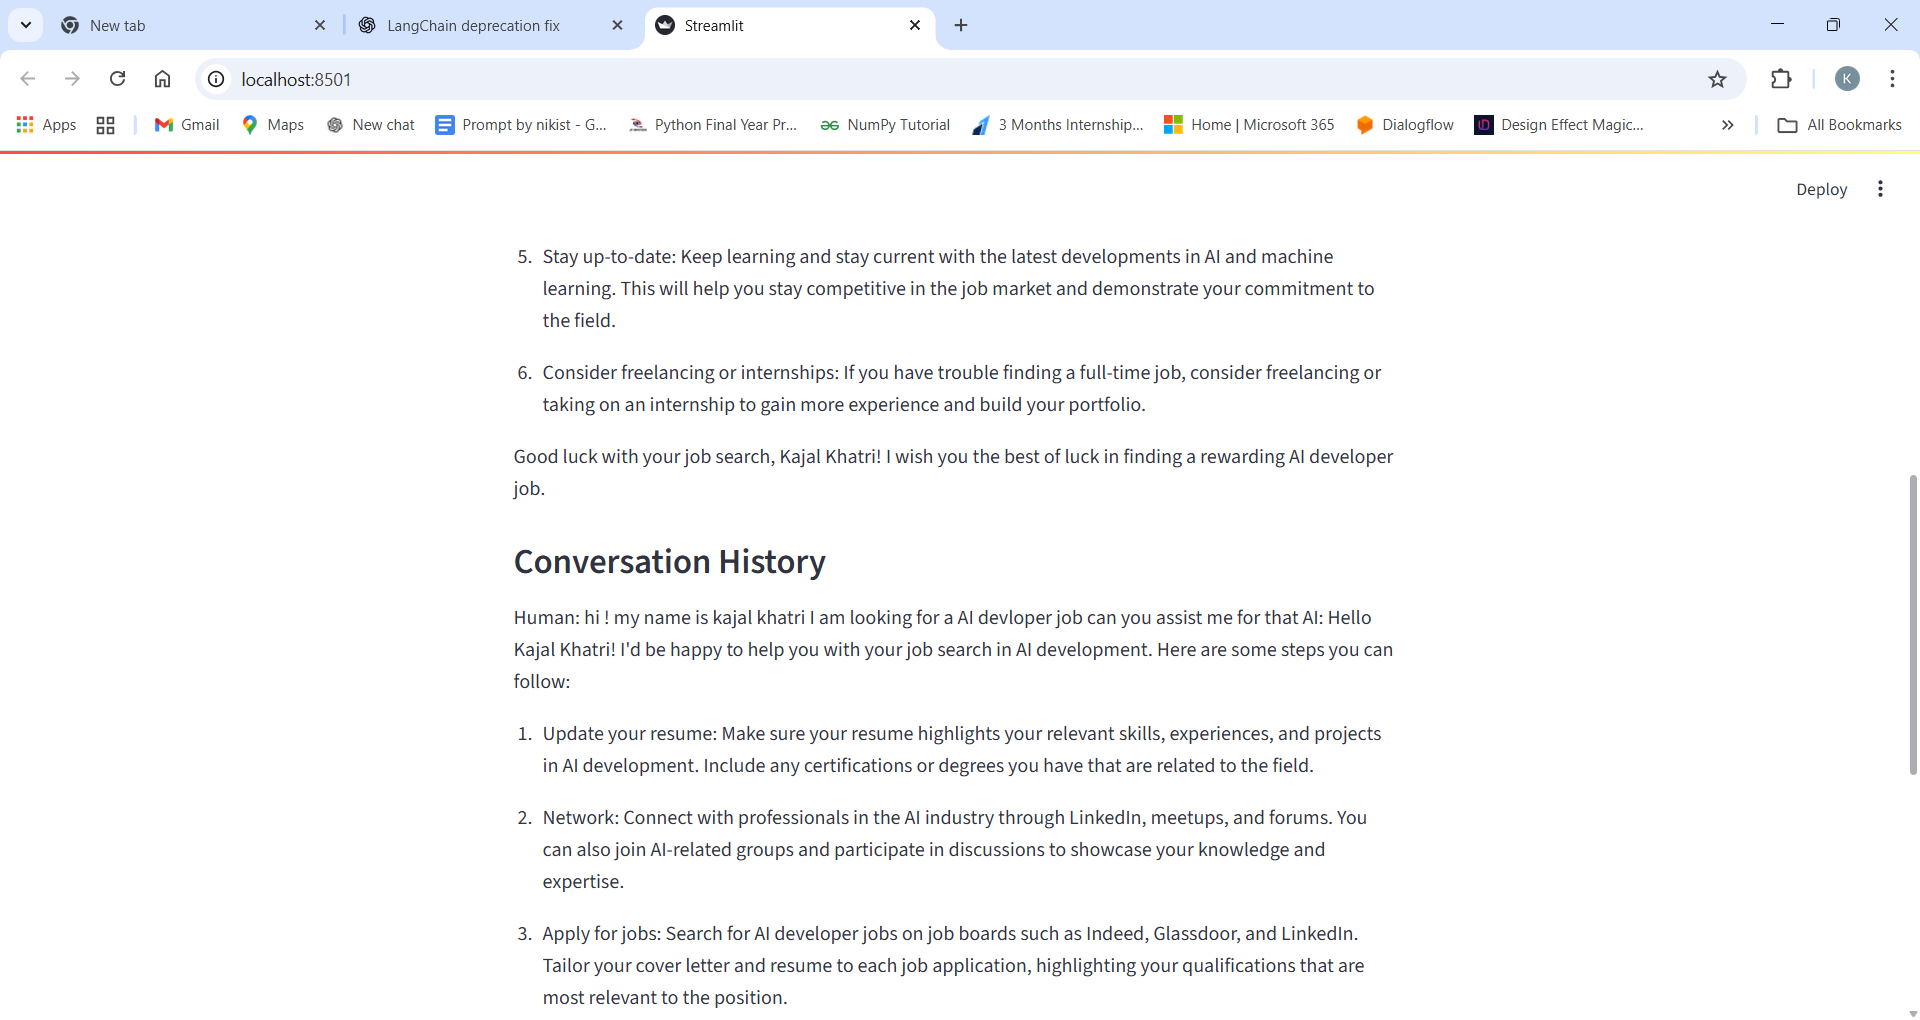 New tab
LangChain deprecation fix
Streamlit
localhost:8501
K
Apps
Gmail
Maps
New chat
Prompt by nikist - G...
Python Final Year Pr...
NumPy Tutorial
3 Months Internship...
Home | Microsoft 365
Dialogflow
Design Effect Magic...
All Bookmarks
Deploy
5. Stay up-to-date: Keep learning and stay current with the latest developments in AI and machine
learning. This will help you stay competitive in the job market and demonstrate your commitment to
the field.
6. Consider freelancing or internships: If you have trouble finding a full-time job, consider freelancing or
taking on an internship to gain more experience and build your portfolio.
Good luck with your job search, Kajal Khatri! I wish you the best of luck in finding a rewarding AI developer
job.
Conversation History
Human: hi ! my name is kajal khatri I am looking for a AI devloper job can you assist me for that AI: Hello
Kajal Khatri! I'd be happy to help you with your job search in AI development. Here are some steps you can
follow:
1. Update your resume: Make sure your resume highlights your relevant skills, experiences, and projects
in AI development. Include any certifications or degrees you have that are related to the field.
2. Network: Connect with professionals in the AI industry through LinkedIn, meetups, and forums. You
can also join AI-related groups and participate in discussions to showcase your knowledge and
expertise.
3. Apply for jobs: Search for AI developer jobs on job boards such as Indeed, Glassdoor, and LinkedIn.
Tailor your cover letter and resume to each job application, highlighting your qualifications that are
most relevant to the position.